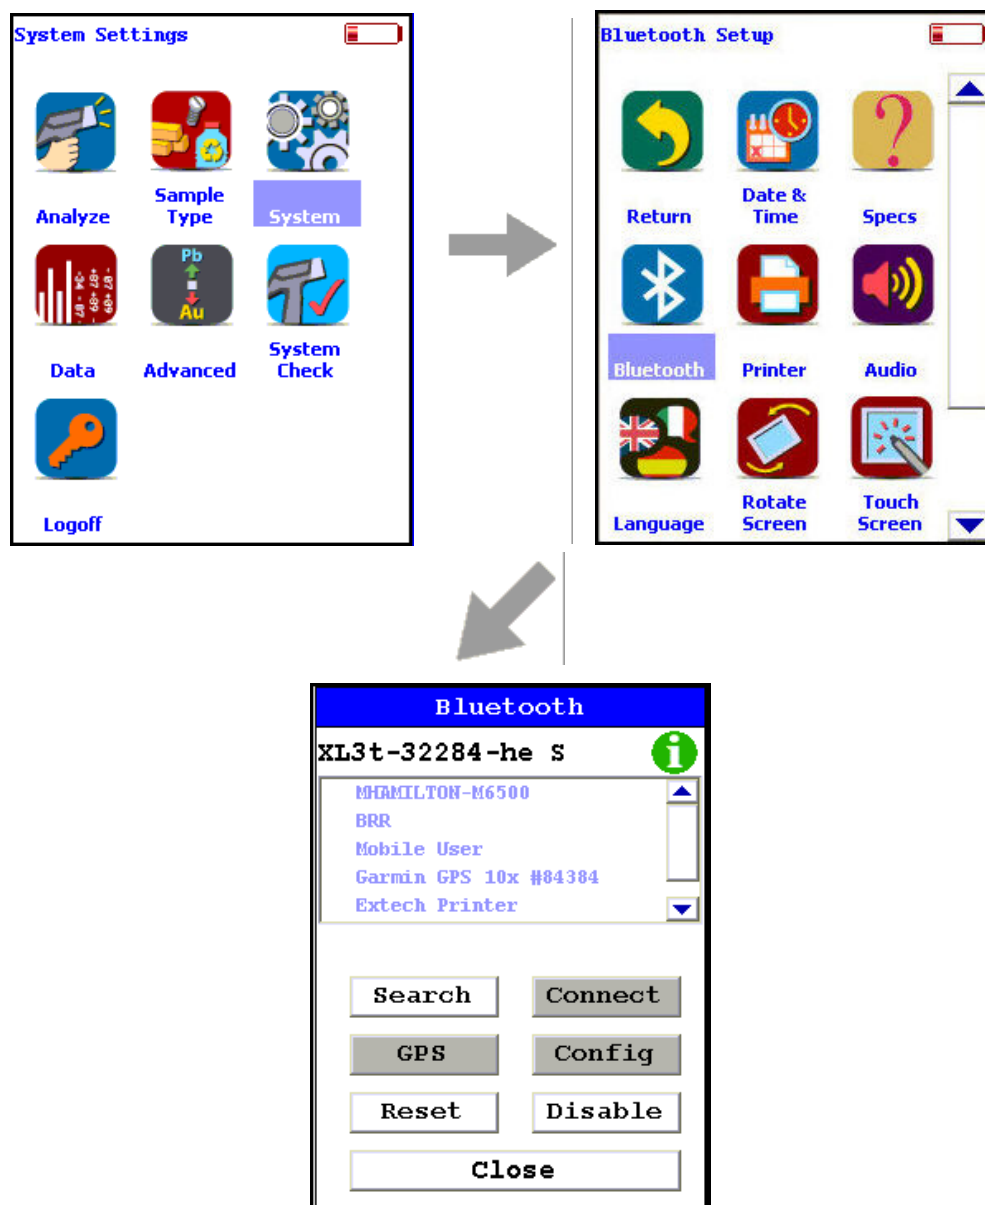 System Settings
Analyze
Sample
Type
System
Data
Pb
Au
Advanced
System
Check
Logoff
Bluetooth Setup
Return
Date &
Time
?
Specs
Bluetooth
Printer
Audio
Language
Rotate
Screen
Touch
Screen
Bluetooth
XL3t-32284-he S
i
MHAMILTON-M6500
BRR
Mobile User
Garmin GPS 10x #84384
Extech Printer
Search
Connect
GPS
Config
Reset
Disable
Close